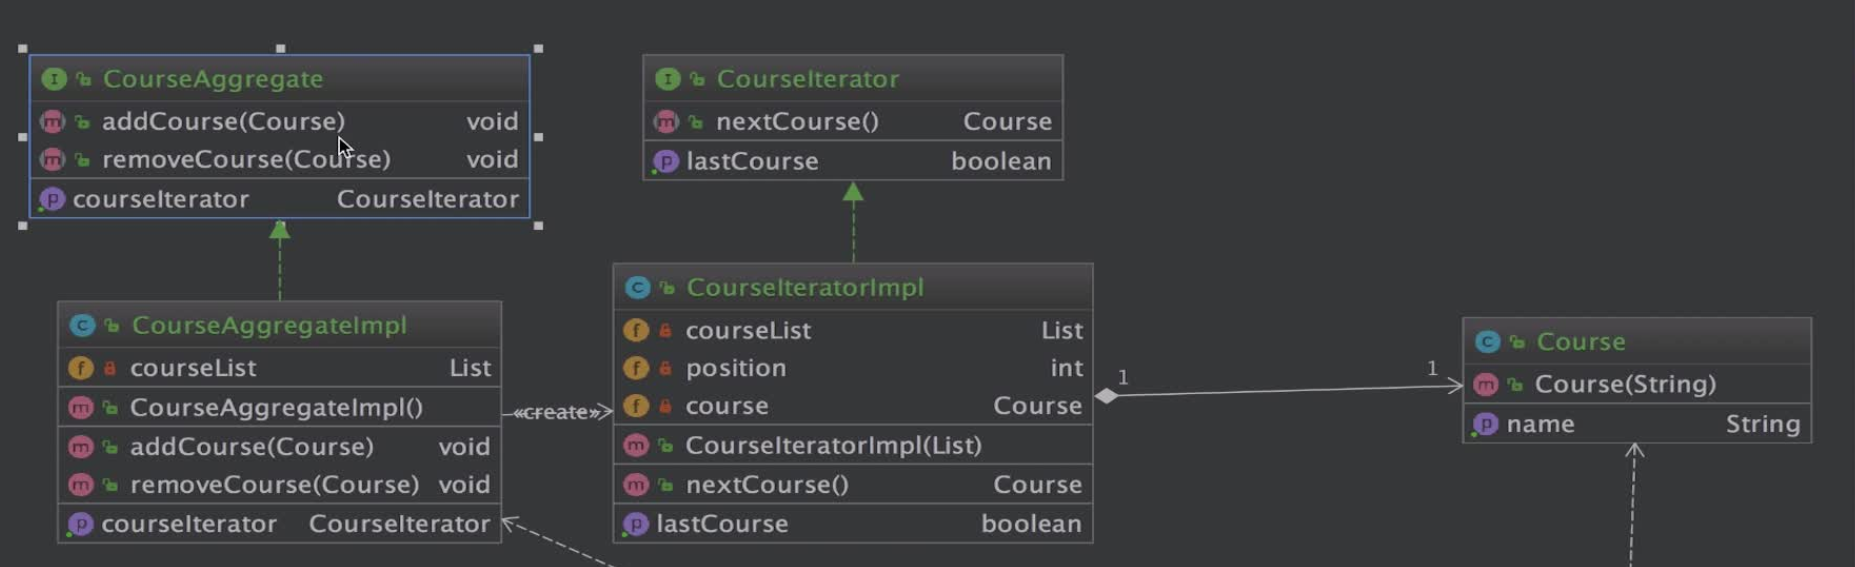 CourseAggregate
addCourse(Course) void
removeCourse(Course) void
courseIterator CourseIterator
CourseIterator
nextCourse() Course
lastCourse boolean
CourseAggregateImpl
courseList List
CourseAggregateImpl()
addCourse(Course) void
removeCourse(Course) void
courseIterator CourseIterator
«create»
CourseIteratorImpl
courseList List
position int
course Course
CourseIteratorImpl(List)
nextCourse() Course
lastCourse boolean
1
1
Course
Course(String)
name String